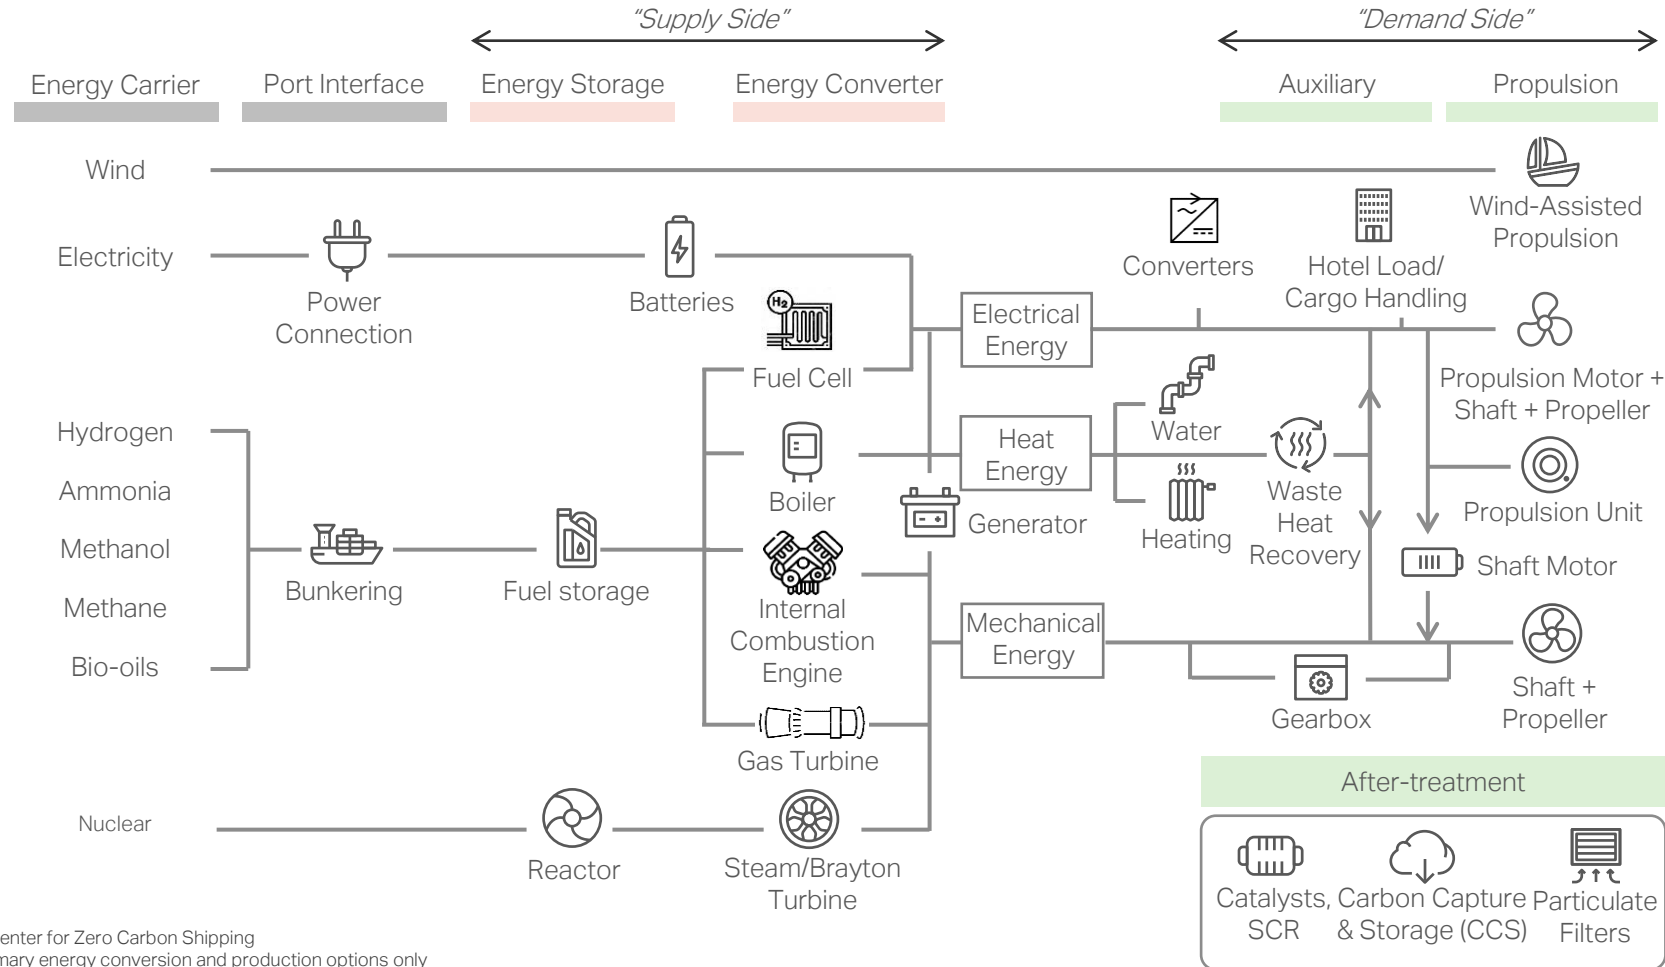 "Supply Side"
"Demand Side"
Energy Carrier
Port Interface
Energy Storage
Energy Converter
Auxiliary
Propulsion
Wind
Wind-Assisted
Propulsion
Electricity
Power
Connection
Batteries
Converters
Hotel Load/
Cargo Handling
H2
Fuel Cell
Electrical
Energy
Propulsion Motor +
Shaft + Propeller
Hydrogen
Ammonia
Methanol
Methane
Bio-oils
Bunkering
Fuel storage
Boiler
Heat
Energy
Water
Heating
Waste
Heat
Recovery
Propulsion Unit
Generator
Shaft Motor
Internal
Combustion
Engine
Mechanical
Energy
Gearbox
Shaft +
Propeller
Gas Turbine
Nuclear
Reactor
Steam/Brayton
Turbine
After-treatment
Catalysts,
SCR
Carbon Capture
& Storage (CCS)
Particulate
Filters
for Zero Carbon Shipping
energy conversion and production options only